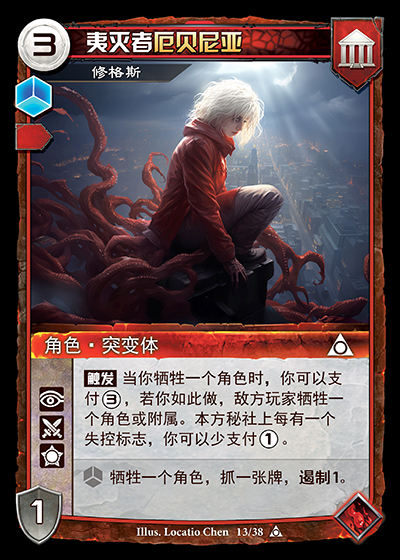 3
夷灭者厄贝尼亚
修格斯
角色·突变体
触发 当你牺牲一个角色时，你可以支
付③，若你如此做，敌方玩家牺牲一
个角色或附属。本方秘社上每有一个
失控标志，你可以少支付①。
牺牲一个角色，抓一张牌，遏制1。
1
Illus. Locatio Chen 13/38